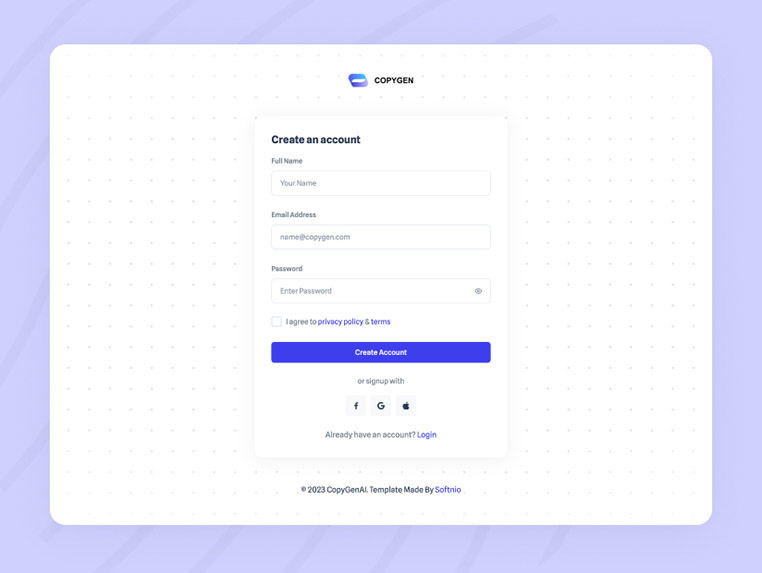 COPYGEN
Create an account
Full Name
Your Name
Email Address
name@copygen.com
Password
Enter Password
I agree to privacy policy & terms
Create Account
or signup with
Already have an account? Login
© 2023 CopyGenAI. Template Made By Softnio